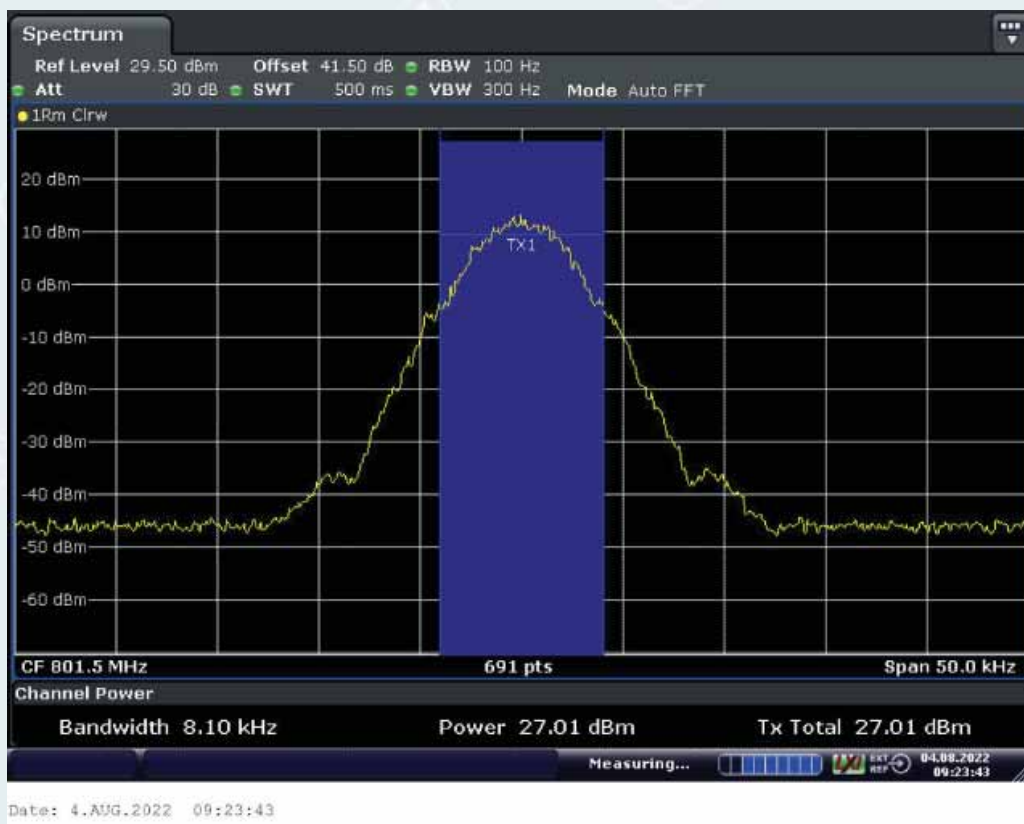 Spectrum
Ref Level 29.50 dBm Offset 41.50 dB RBW 100 Hz
Att 30 dB SWT 500 ms VBW 300 Hz Mode Auto FFT
1Rm Clrw
20 dBm
10 dBm
TX1
0 dBm
-10 dBm
-20 dBm
-30 dBm
-40 dBm
-50 dBm
-60 dBm
CF 801.5 MHz 691 pts Span 50.0 kHz
Channel Power
Bandwidth 8.10 kHz Power 27.01 dBm Tx Total 27.01 dBm
Measuring... LXI EXT REF 04.08.2022
09:23:43
Date: 4.AUG.2022 09:23:43